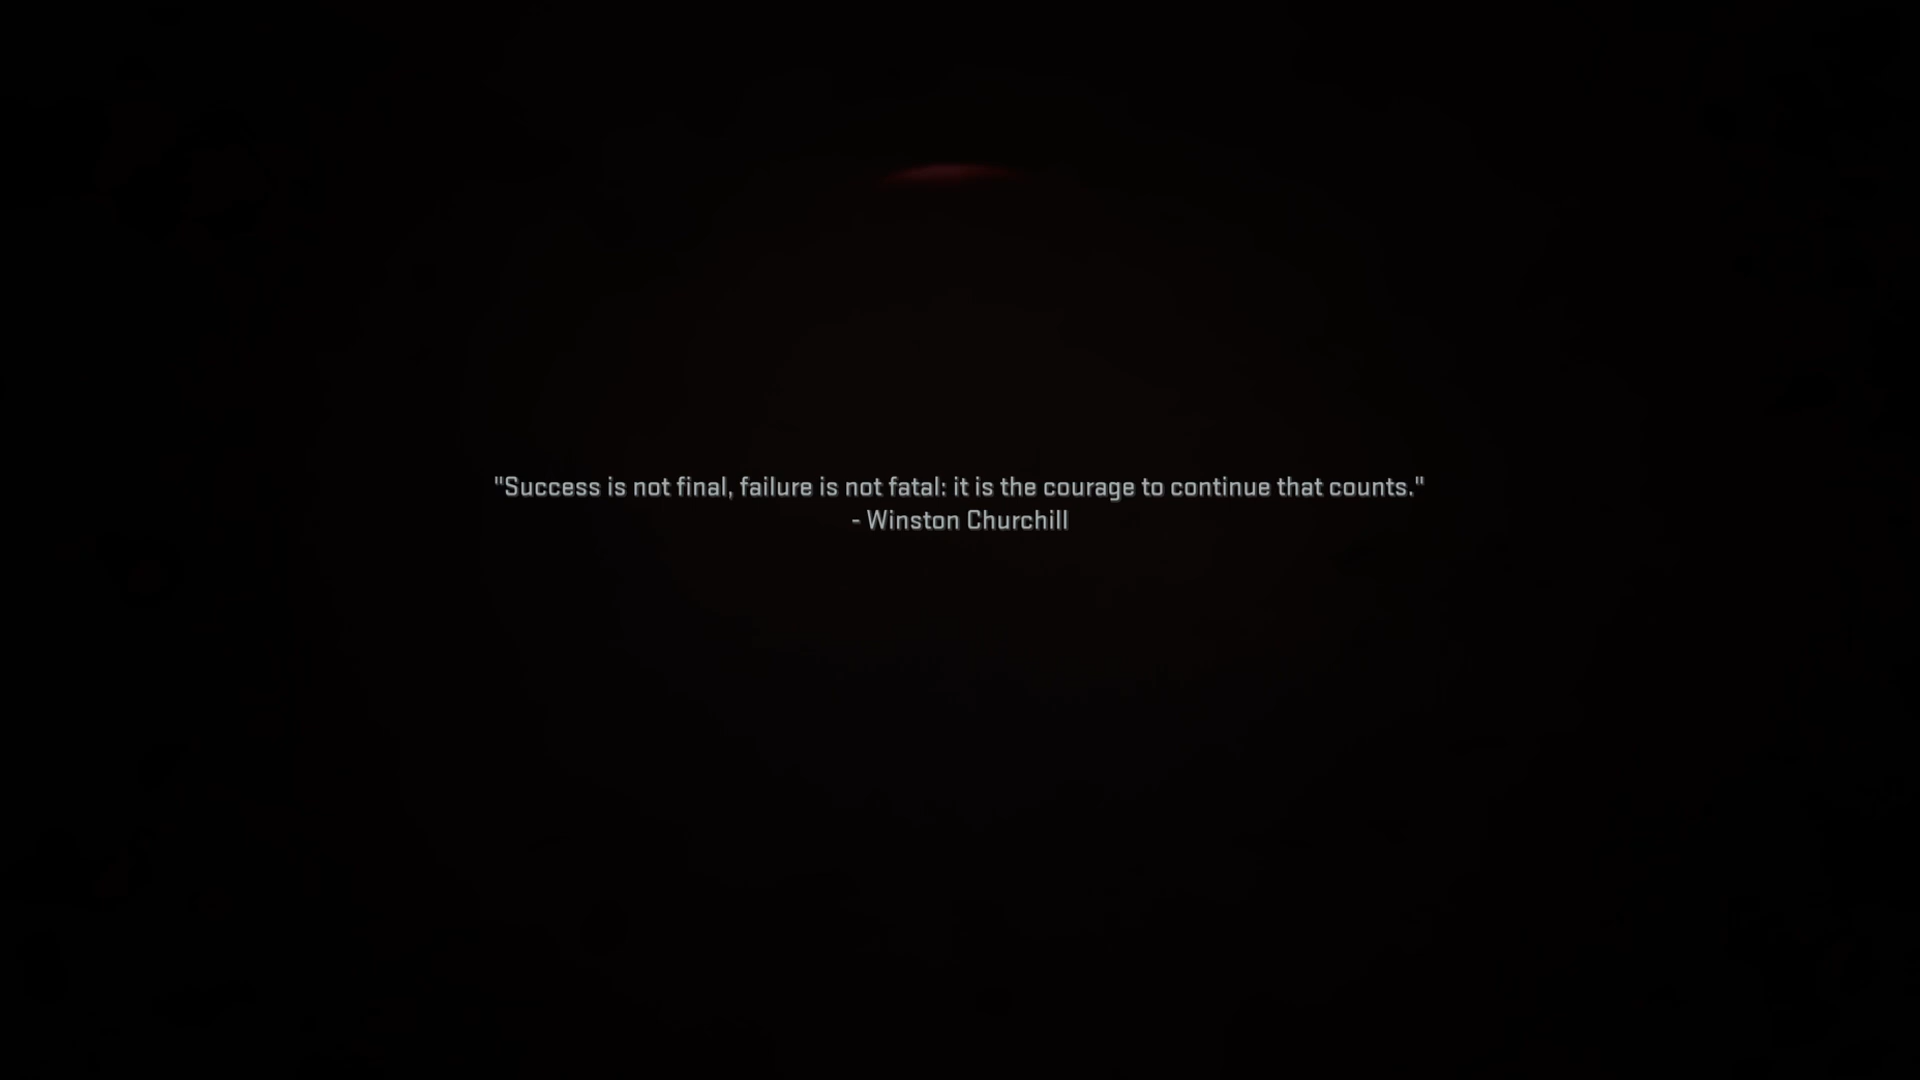 "Success is not final, failure is not fatal: it is the courage to continue that counts."
- Winston Churchill